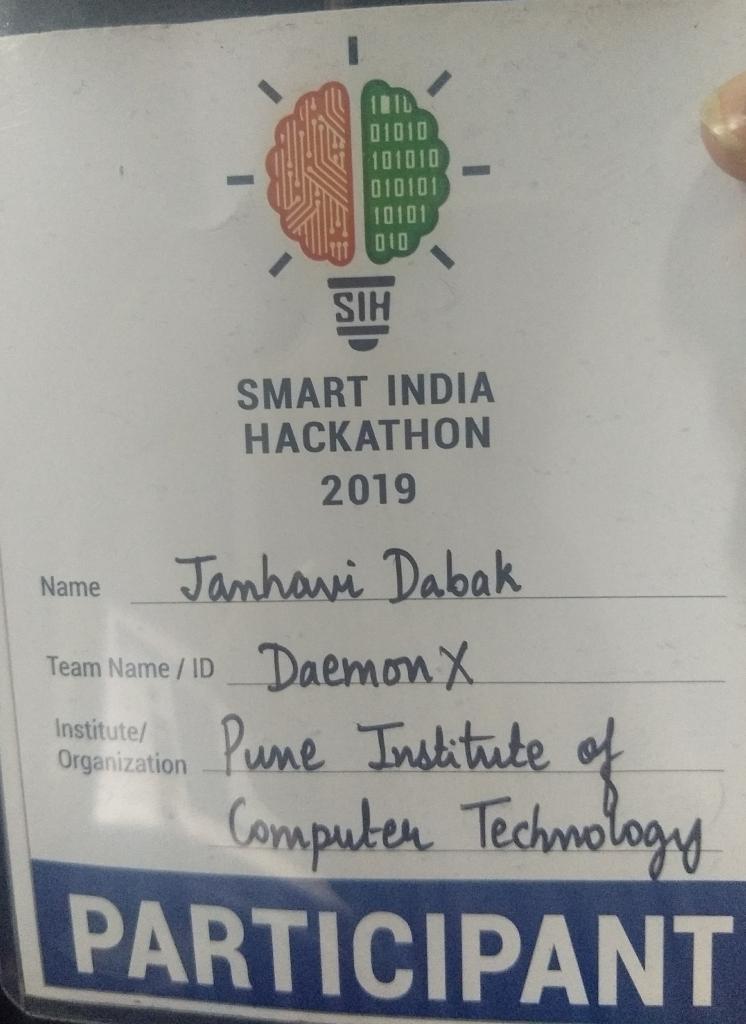 1010
01010
101010
010101
10101
010
SIH
SMART INDIA
HACKATHON
2019
Name Janhavi Dabak
Team Name / ID DaemonX
Institute/
Organization Pune Institute of
Computer Technology
PARTICIPANT